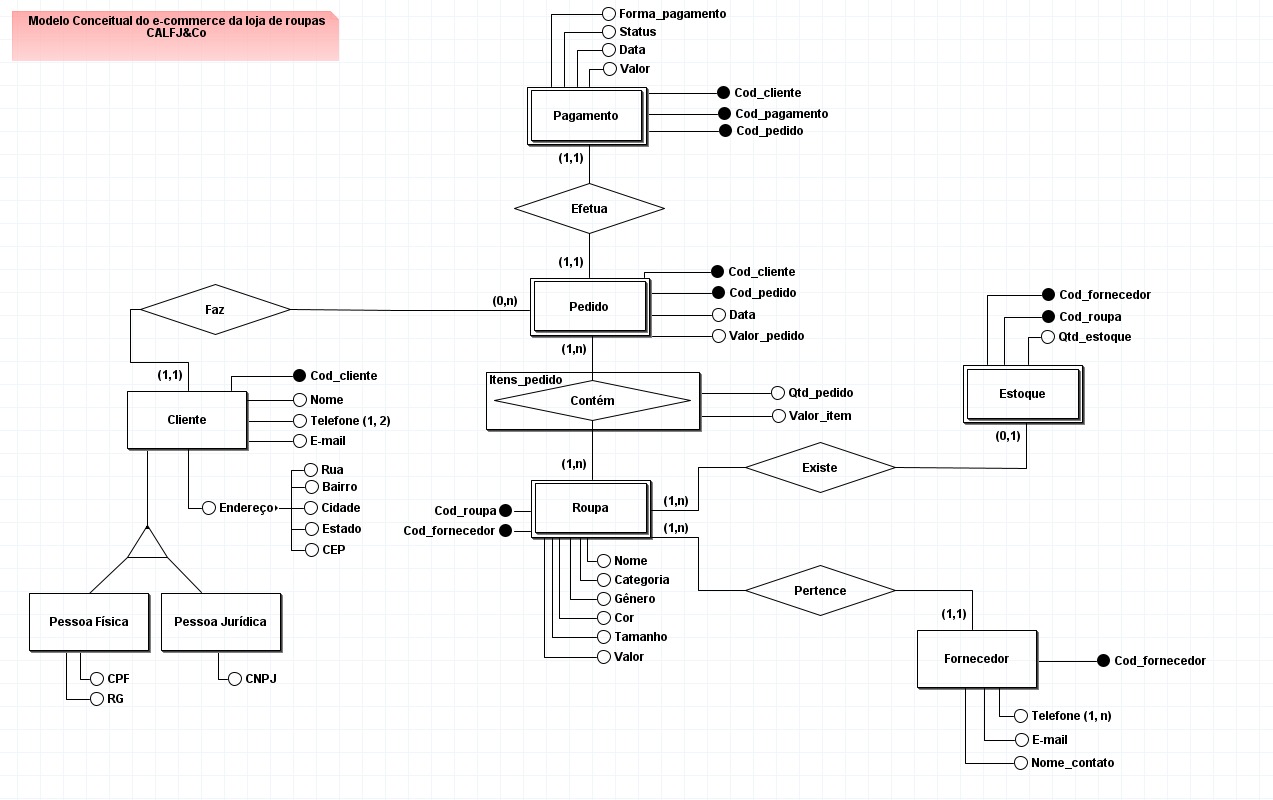 Modelo Conceitual do e-commerce da loja de roupas
CALFJ&Co
Forma_pagamento
Status
Data
Valor
Pagamento
Cod_cliente
Cod_pagamento
Cod_pedido
(1,1)
Efetua
(1,1)
Faz
(0,n)
Pedido
Cod_cliente
Cod_pedido
Data
Valor_pedido
(1,n)
Cod_fornecedor
Cod_roupa
Qtd_estoque
Estoque
(0,1)
(1,1)
Cliente
Cod_cliente
Nome
Telefone (1, 2)
E-mail
Itens_pedido
Contém
Qtd_pedido
Valor_item
(1,n)
Existe
(1,n)
Endereço
Rua
Bairro
Cidade
Estado
CEP
Cod_roupa
Cod_fornecedor
Roupa
(1,n)
Nome
Categoria
Gênero
Cor
Tamanho
Valor
Pertence
(1,1)
Pessoa Física
Pessoa Jurídica
CPF
RG
CNPJ
Fornecedor
Cod_fornecedor
Telefone (1, n)
E-mail
Nome_contato